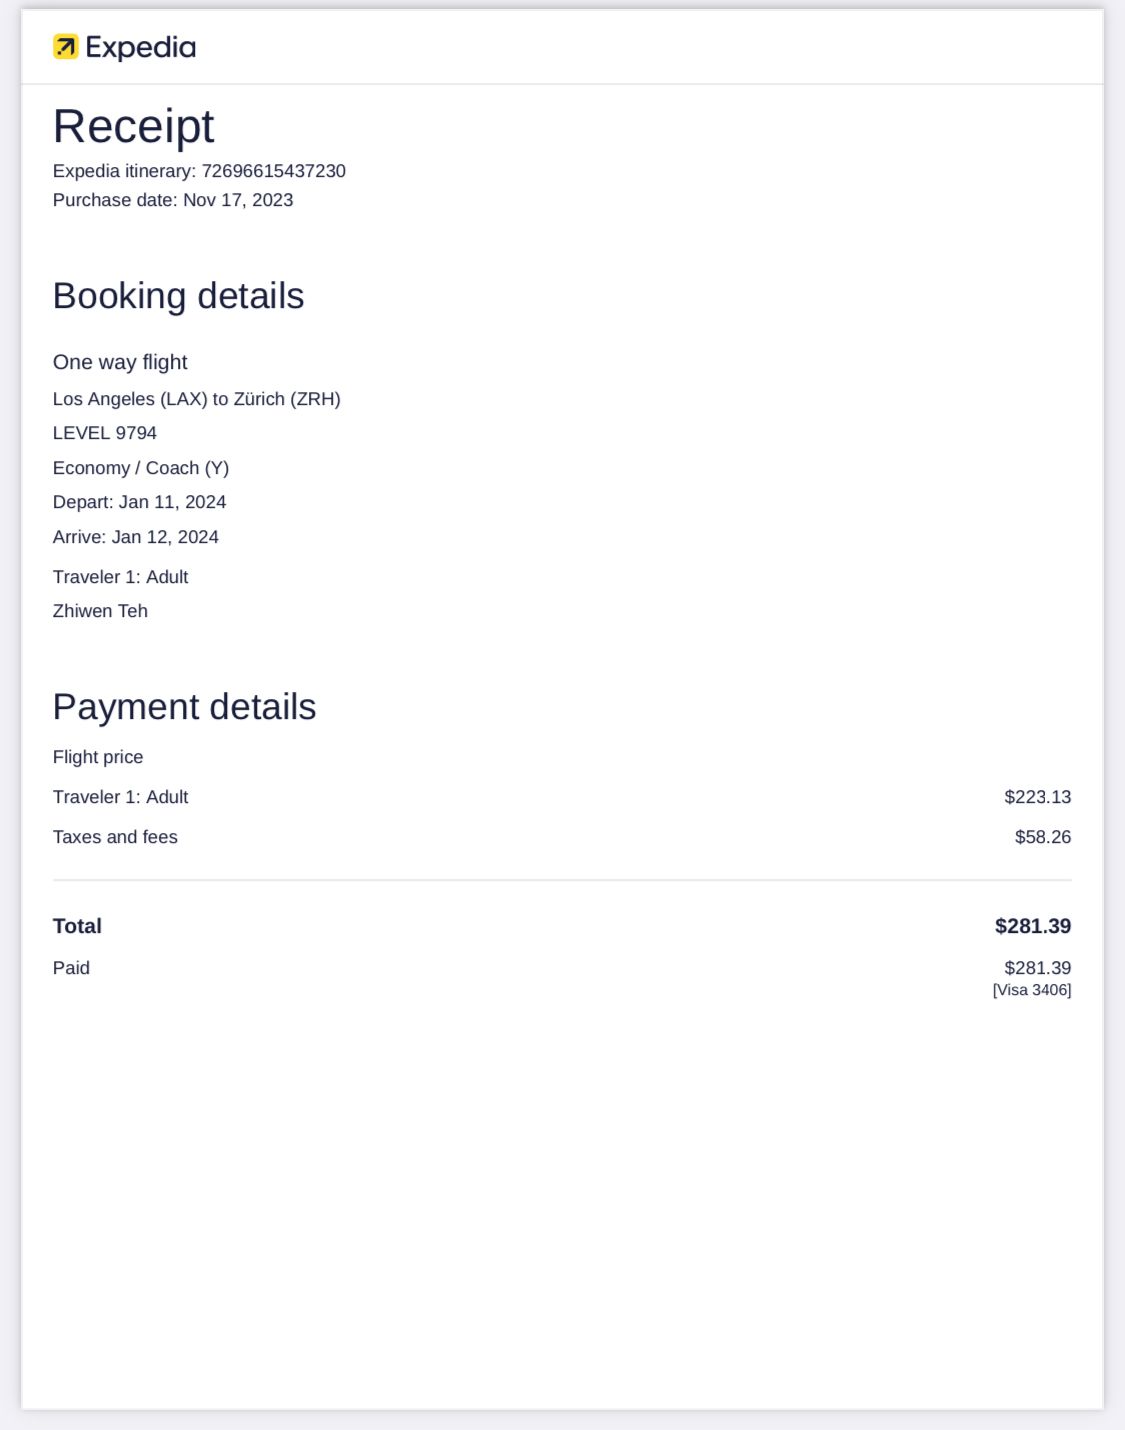 Expedia
Receipt
Expedia itinerary: 72696615437230
Purchase date: Nov 17, 2023
Booking details
One way flight
Los Angeles (LAX) to Zürich (ZRH)
LEVEL 9794
Economy / Coach (Y)
Depart: Jan 11, 2024
Arrive: Jan 12, 2024
Traveler 1: Adult
Zhiwen Teh
Payment details
Flight price
Traveler 1: Adult $223.13
Taxes and fees $58.26
Total $281.39
Paid $281.39
[Visa 3406]